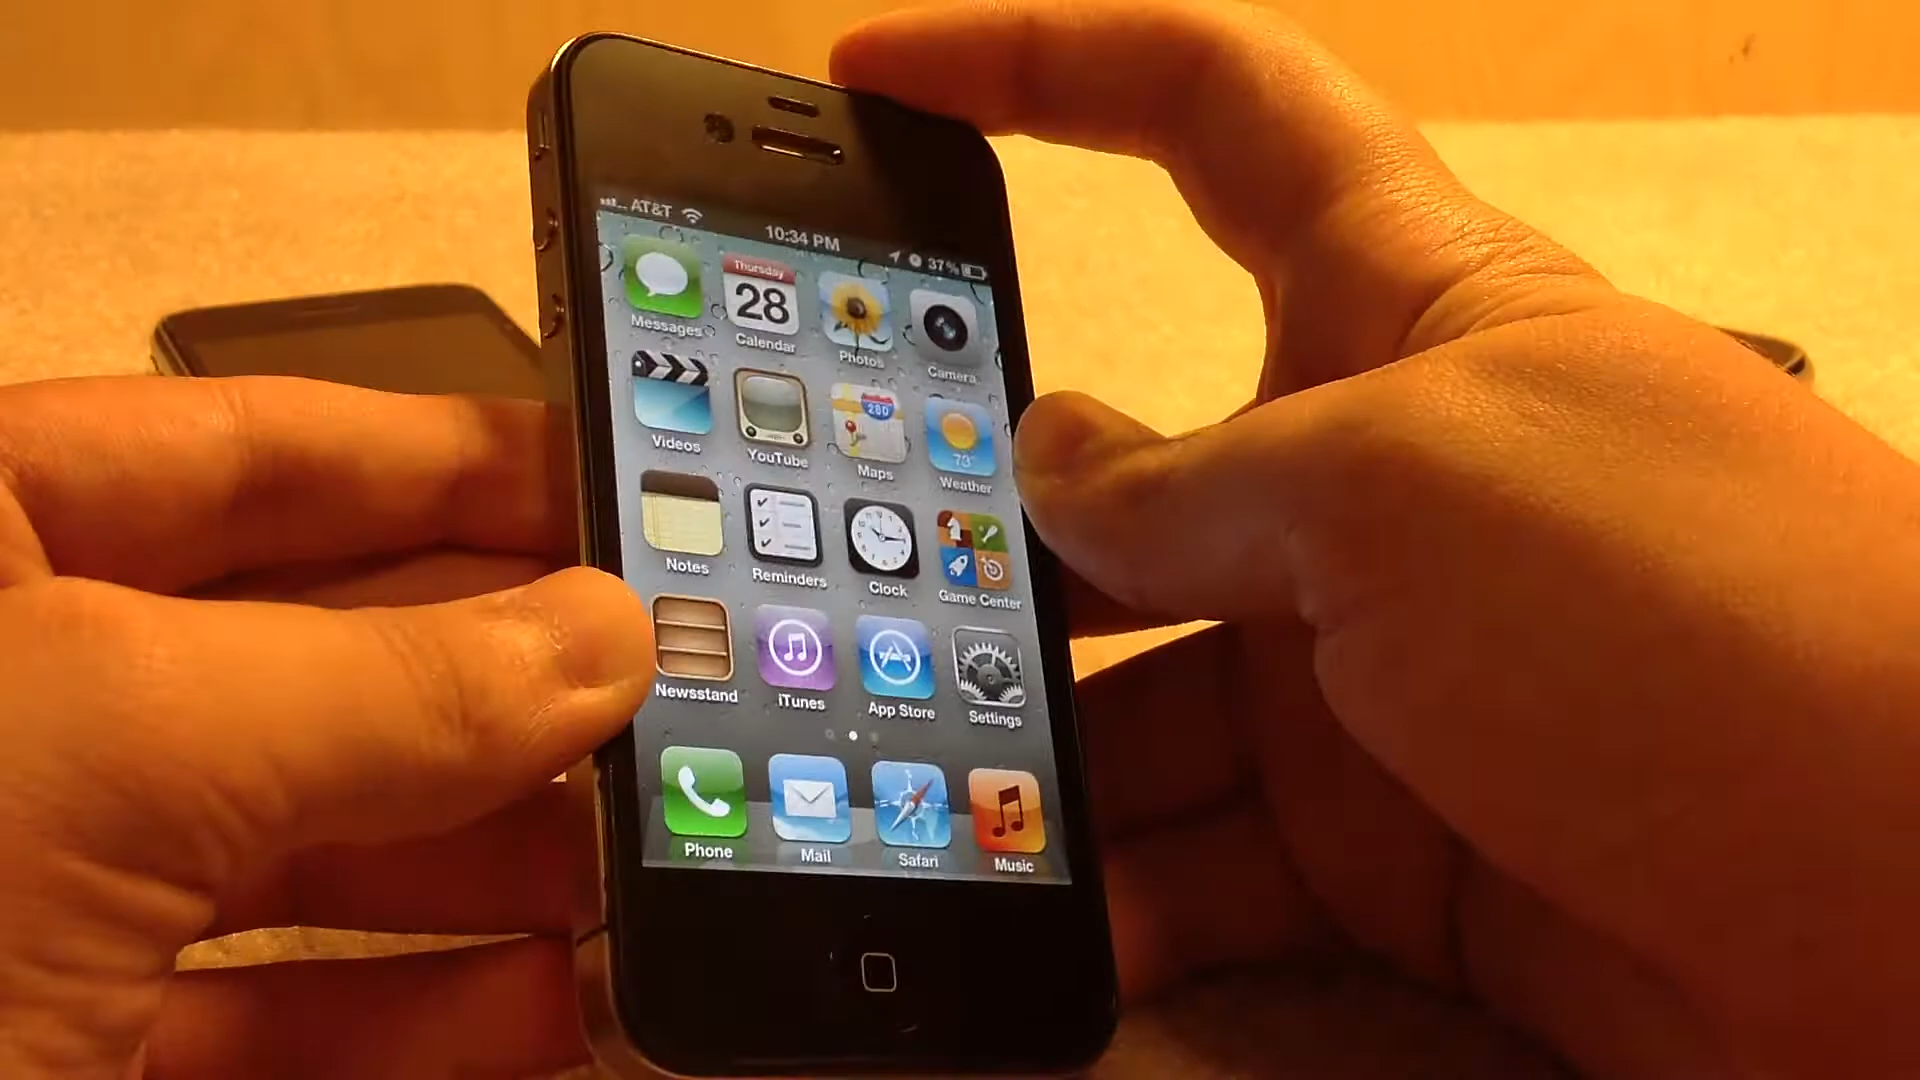 AT&T
10:34 PM
37%
Thursday
28
Messages
Calendar
Photos
Camera
280
73°
Videos
YouTube
Maps
Weather
Notes
Reminders
Clock
Game Center
Newsstand
iTunes
App Store
Settings
Phone
Mail
Safari
Music